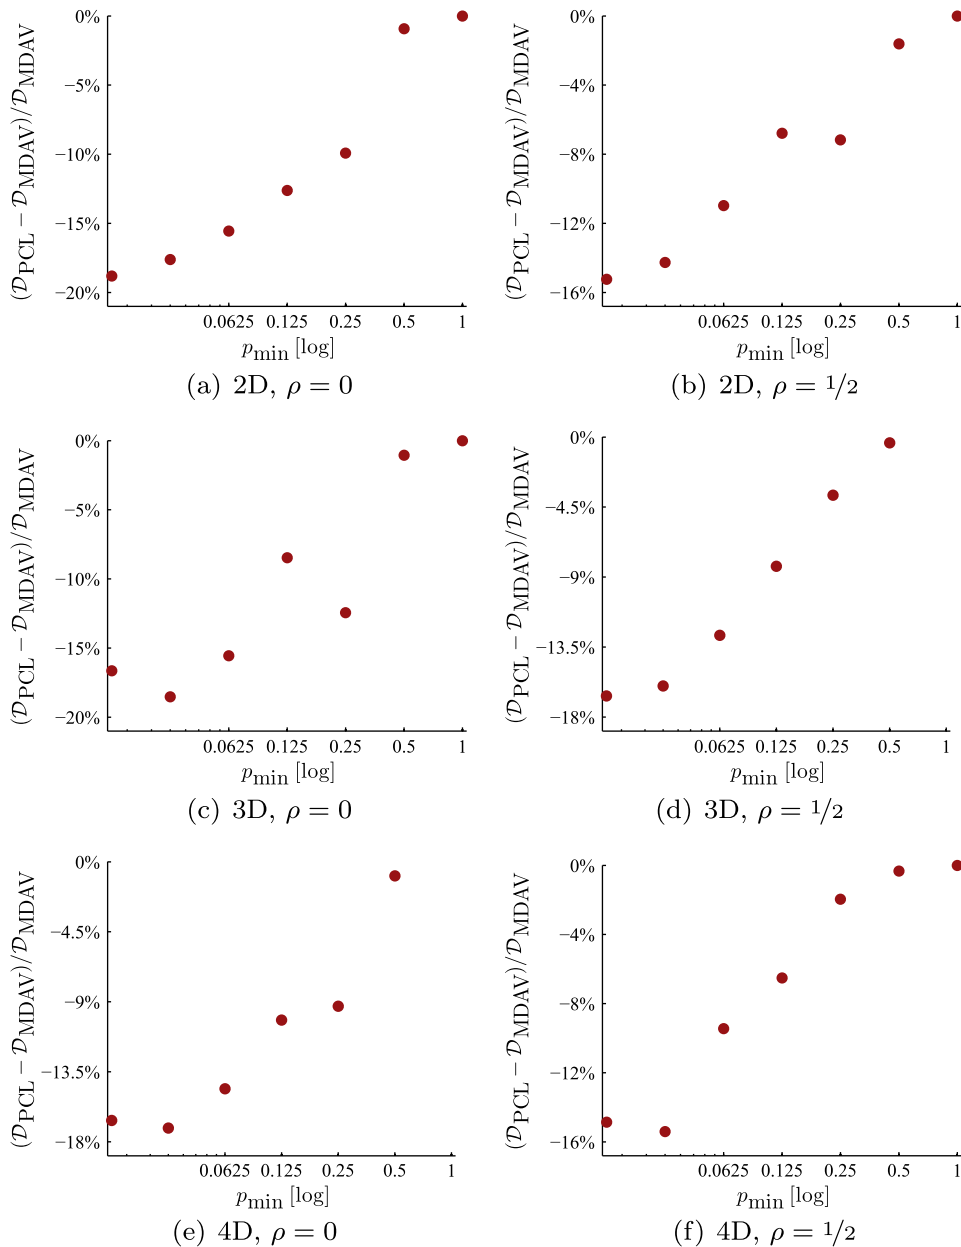 (𝒟PCL − 𝒟MDAV)/𝒟MDAV
0%
−5%
−10%
−15%
−20%
0.0625 0.125 0.25 0.5 1
pmin [log]
(a) 2D, ρ = 0
(𝒟PCL − 𝒟MDAV)/𝒟MDAV
0%
−4%
−8%
−12%
−16%
0.0625 0.125 0.25 0.5 1
pmin [log]
(b) 2D, ρ = 1/2
(𝒟PCL − 𝒟MDAV)/𝒟MDAV
0%
−5%
−10%
−15%
−20%
0.0625 0.125 0.25 0.5 1
pmin [log]
(c) 3D, ρ = 0
(𝒟PCL − 𝒟MDAV)/𝒟MDAV
0%
−4.5%
−9%
−13.5%
−18%
0.0625 0.125 0.25 0.5 1
pmin [log]
(d) 3D, ρ = 1/2
(𝒟PCL − 𝒟MDAV)/𝒟MDAV
0%
−4.5%
−9%
−13.5%
−18%
0.0625 0.125 0.25 0.5 1
pmin [log]
(e) 4D, ρ = 0
(𝒟PCL − 𝒟MDAV)/𝒟MDAV
0%
−4%
−8%
−12%
−16%
0.0625 0.125 0.25 0.5 1
pmin [log]
(f) 4D, ρ = 1/2